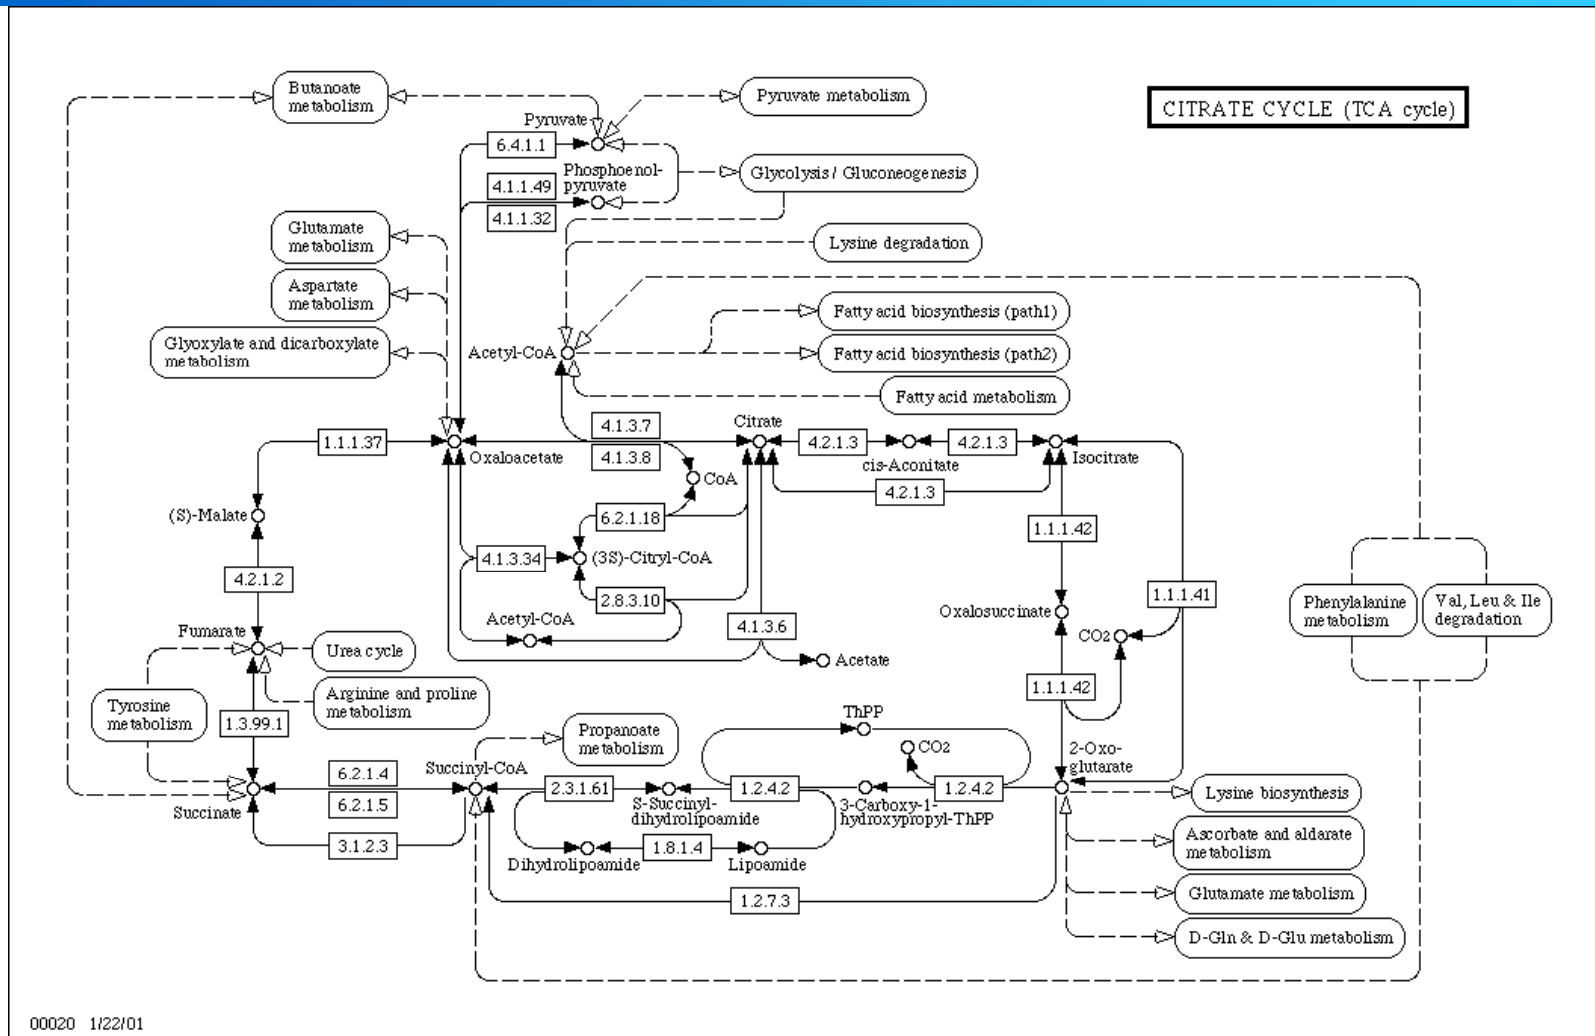 Butanoate
metabolism
Pyruvate metabolism
CITRATE CYCLE (TCA cycle)
Pyruvate
6.4.1.1
Phosphoenol-
pyruvate
Glycolysis / Gluconeogenesis
4.1.1.49
4.1.1.32
Glutamate
metabolism
Lysine degradation
Aspartate
metabolism
Fatty acid biosynthesis (path1)
Glyoxylate and dicarboxylate
metabolism
Acetyl-CoA
Fatty acid biosynthesis (path2)
Fatty acid metabolism
1.1.1.37
Oxaloacetate
4.1.3.7
4.1.3.8
Citrate
4.2.1.3
cis-Aconitate
4.2.1.3
Isocitrate
4.2.1.3
CoA
(S)-Malate
6.2.1.18
1.1.1.42
4.1.3.34
(3S)-Citryl-CoA
4.2.1.2
2.8.3.10
1.1.1.41
Phenylalanine
metabolism
Val, Leu & Ile
degradation
Acetyl-CoA
4.1.3.6
Oxalosuccinate
CO2
Fumarate
Urea cycle
Acetate
Tyrosine
metabolism
Arginine and proline
metabolism
1.1.1.42
1.3.99.1
Propanoate
metabolism
ThPP
CO2
2-Oxo-
glutarate
6.2.1.4
6.2.1.5
Succinyl-CoA
2.3.1.61
S-Succinyl-
dihydrolipoamide
1.2.4.2
3-Carboxy-1-
hydroxypropyl-ThPP
1.2.4.2
Lysine biosynthesis
Succinate
3.1.2.3
Dihydrolipoamide
1.8.1.4
Lipoamide
Ascorbate and aldarate
metabolism
1.2.7.3
Glutamate metabolism
D-Gln & D-Glu metabolism
00020 1/22/01